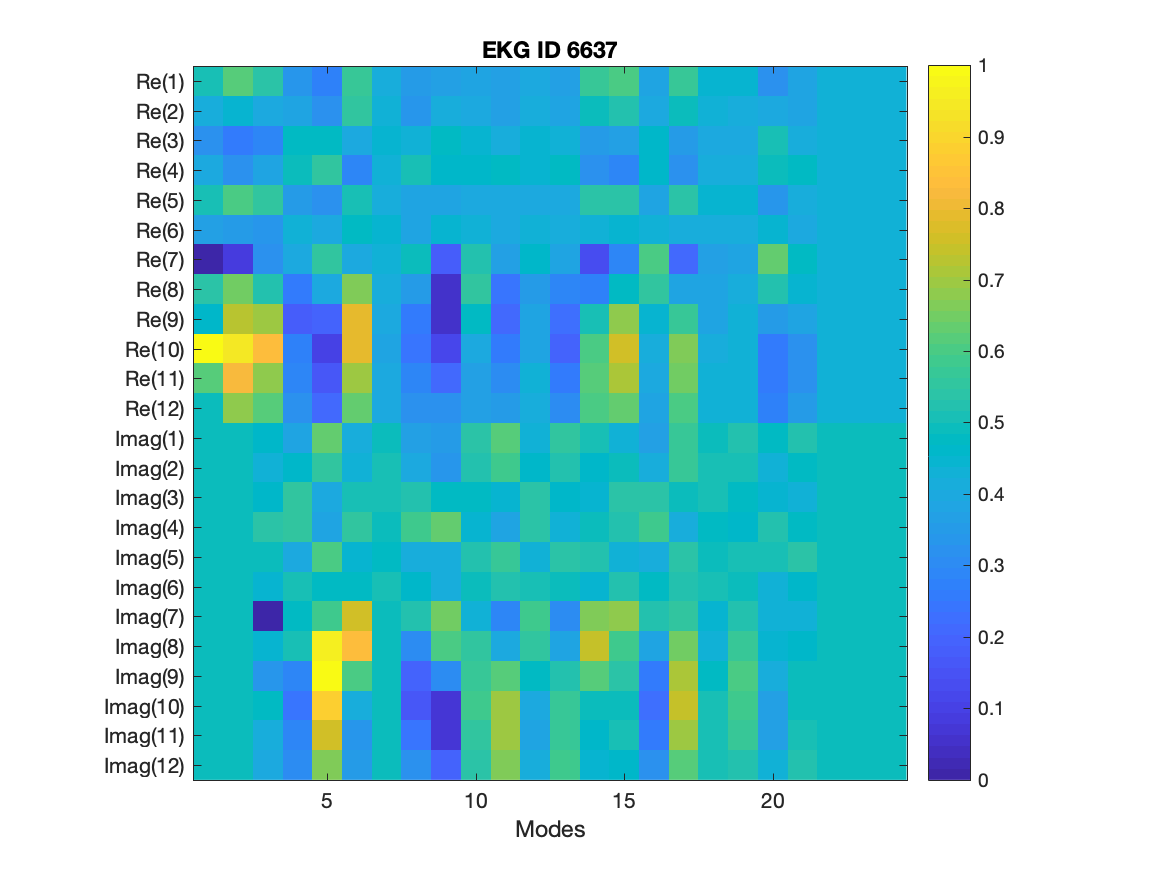 EKG ID 6637
Re(1)
Re(2)
Re(3)
Re(4)
Re(5)
Re(6)
Re(7)
Re(8)
Re(9)
Re(10)
Re(11)
Re(12)
Imag(1)
Imag(2)
Imag(3)
Imag(4)
Imag(5)
Imag(6)
Imag(7)
Imag(8)
Imag(9)
Imag(10)
Imag(11)
Imag(12)
5 10 15 20
Modes
1
0.9
0.8
0.7
0.6
0.5
0.4
0.3
0.2
0.1
0